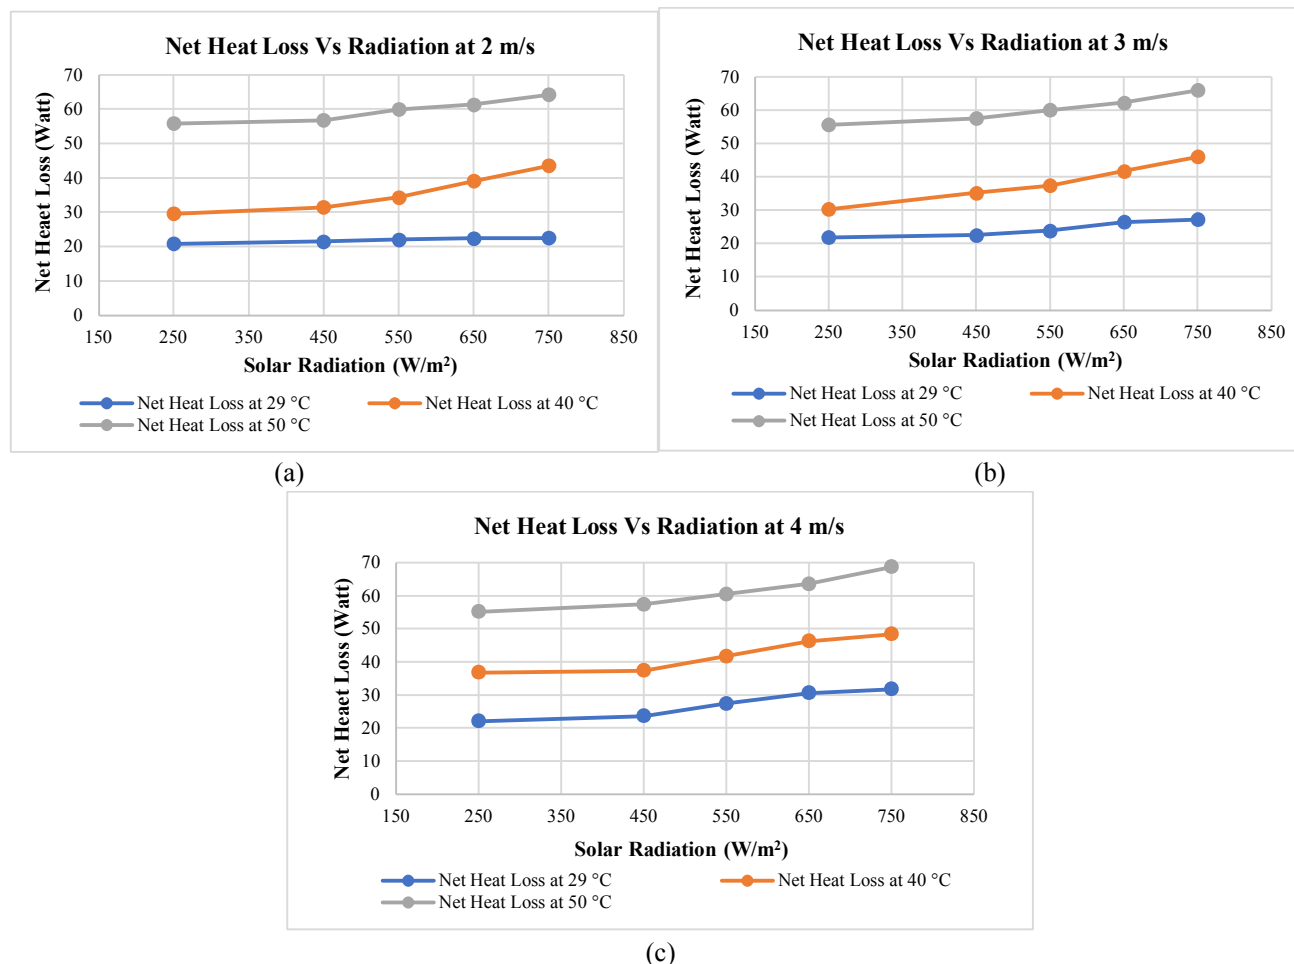 Net Heat Loss Vs Radiation at 2 m/s
Net Heaet Loss (Watt)
70
60
50
40
30
20
10
0
150 250 350 450 550 650 750 850
Solar Radiation (W/m²)
Net Heat Loss at 29 °C
Net Heat Loss at 40 °C
Net Heat Loss at 50 °C
(a)
Net Heat Loss Vs Radiation at 3 m/s
Net Heaet Loss (Watt)
70
60
50
40
30
20
10
0
150 250 350 450 550 650 750 850
Solar Radiation (W/m²)
Net Heat Loss at 29 °C
Net Heat Loss at 40 °C
Net Heat Loss at 50 °C
(b)
Net Heat Loss Vs Radiation at 4 m/s
Net Heaet Loss (Watt)
70
60
50
40
30
20
10
0
150 250 350 450 550 650 750 850
Solar Radiation (W/m²)
Net Heat Loss at 29 °C
Net Heat Loss at 40 °C
Net Heat Loss at 50 °C
(c)